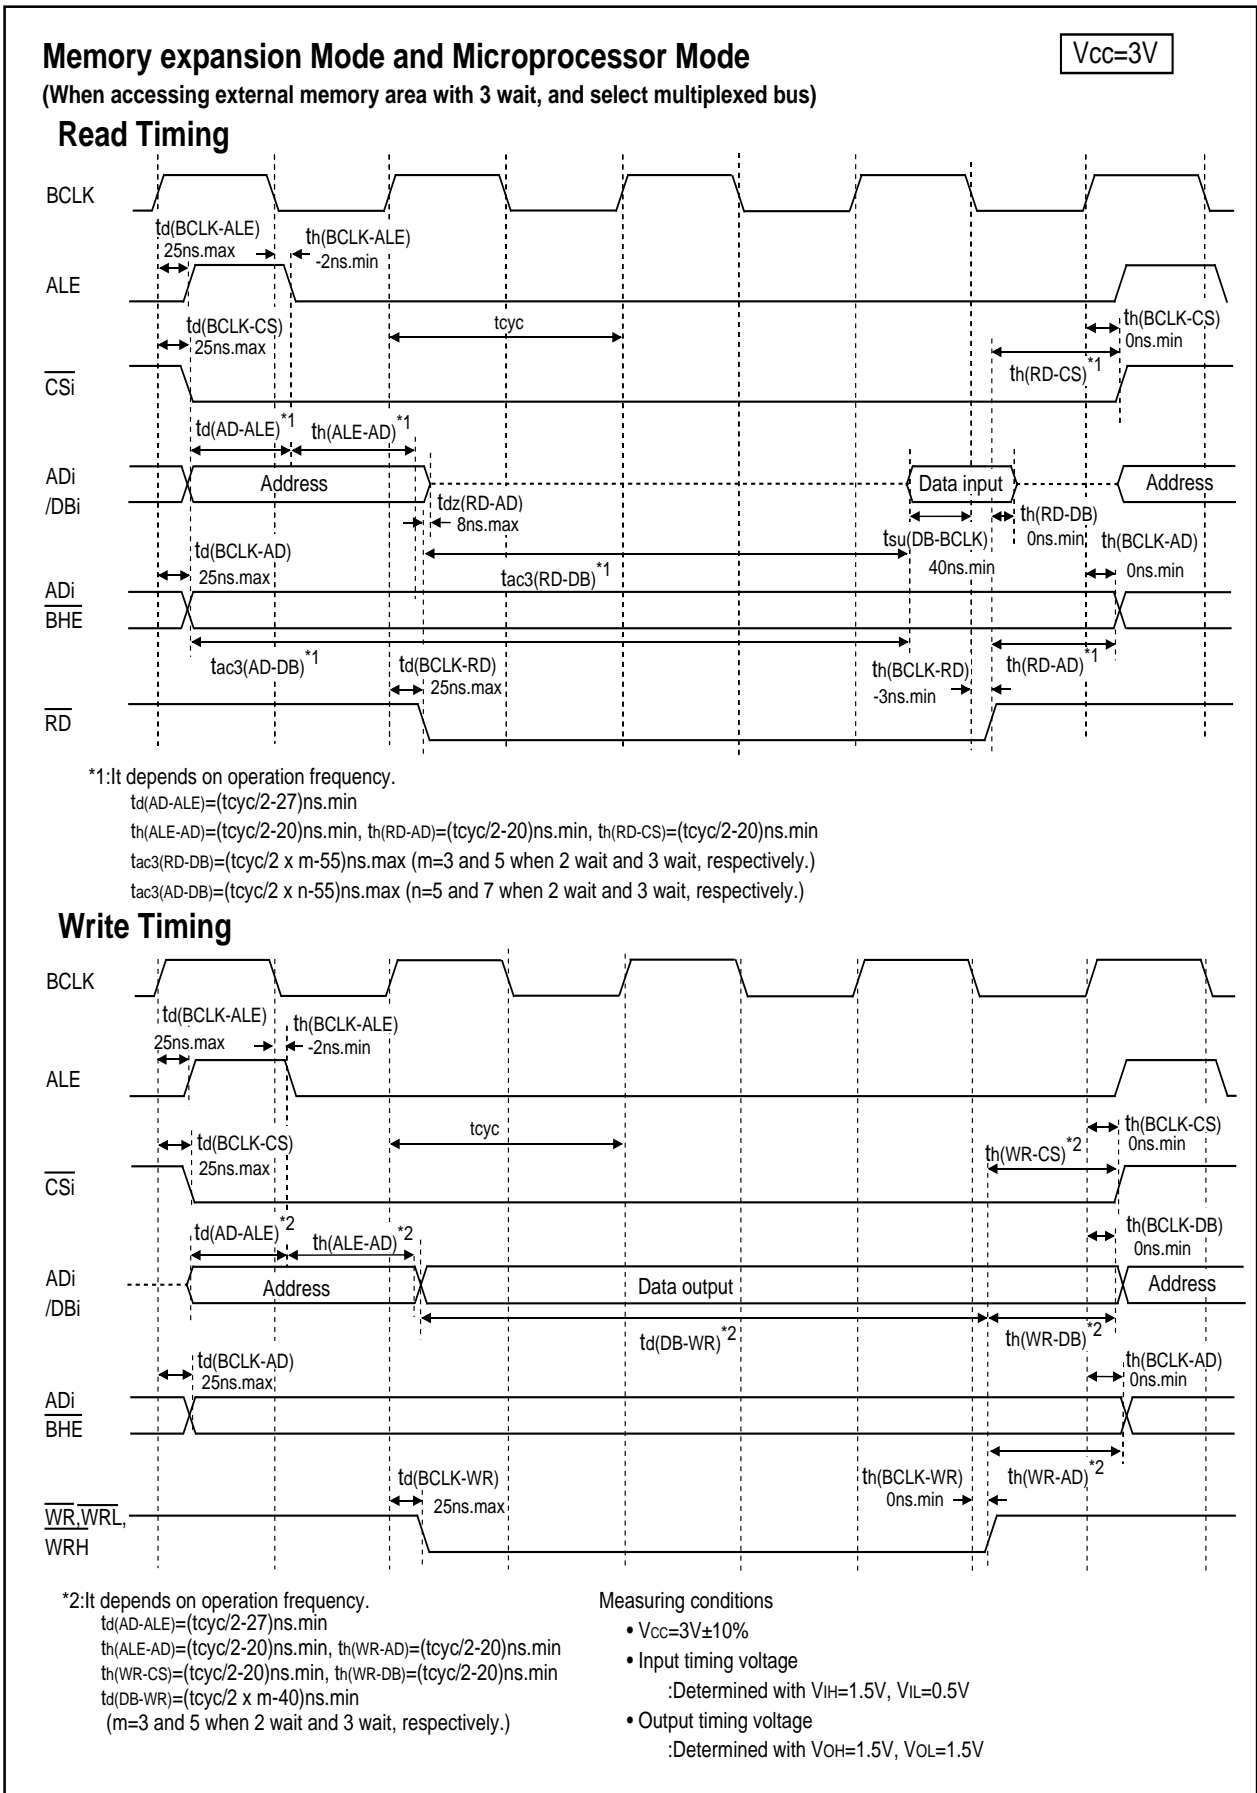 Memory expansion Mode and Microprocessor Mode
Vcc=3V
(When accessing external memory area with 3 wait, and select multiplexed bus)
Read Timing
BCLK
td(BCLK-ALE)
25ns.max
th(BCLK-ALE)
-2ns.min
ALE
td(BCLK-CS)
25ns.max
tcyc
th(BCLK-CS)
0ns.min
th(RD-CS)*1
CSi
td(AD-ALE)*1
th(ALE-AD)*1
ADi
/DBi
Address
Data input
Address
tdz(RD-AD)
8ns.max
th(RD-DB)
0ns.min
tsu(DB-BCLK)
40ns.min
td(BCLK-AD)
25ns.max
tac3(RD-DB)*1
th(BCLK-AD)
0ns.min
ADi
BHE
tac3(AD-DB)*1
td(BCLK-RD)
25ns.max
th(BCLK-RD)
-3ns.min
th(RD-AD)*1
RD
*1:It depends on operation frequency.
td(AD-ALE)=(tcyc/2-27)ns.min
th(ALE-AD)=(tcyc/2-20)ns.min, th(RD-AD)=(tcyc/2-20)ns.min, th(RD-CS)=(tcyc/2-20)ns.min
tac3(RD-DB)=(tcyc/2 x m-55)ns.max (m=3 and 5 when 2 wait and 3 wait, respectively.)
tac3(AD-DB)=(tcyc/2 x n-55)ns.max (n=5 and 7 when 2 wait and 3 wait, respectively.)
Write Timing
BCLK
td(BCLK-ALE)
25ns.max
th(BCLK-ALE)
-2ns.min
ALE
td(BCLK-CS)
25ns.max
tcyc
th(BCLK-CS)
0ns.min
th(WR-CS)*2
CSi
td(AD-ALE)*2
th(ALE-AD)*2
th(BCLK-DB)
0ns.min
ADi
/DBi
Address
Data output
Address
td(DB-WR)*2
th(WR-DB)*2
td(BCLK-AD)
25ns.max
th(BCLK-AD)
0ns.min
ADi
BHE
td(BCLK-WR)
25ns.max
th(BCLK-WR)
0ns.min
th(WR-AD)*2
WR,WRL,
WRH
*2:It depends on operation frequency.
td(AD-ALE)=(tcyc/2-27)ns.min
th(ALE-AD)=(tcyc/2-20)ns.min, th(WR-AD)=(tcyc/2-20)ns.min
th(WR-CS)=(tcyc/2-20)ns.min, th(WR-DB)=(tcyc/2-20)ns.min
td(DB-WR)=(tcyc/2 x m-40)ns.min
(m=3 and 5 when 2 wait and 3 wait, respectively.)
Measuring conditions
• VCC=3V±10%
• Input timing voltage
:Determined with VIH=1.5V, VIL=0.5V
• Output timing voltage
:Determined with VOH=1.5V, VOL=1.5V